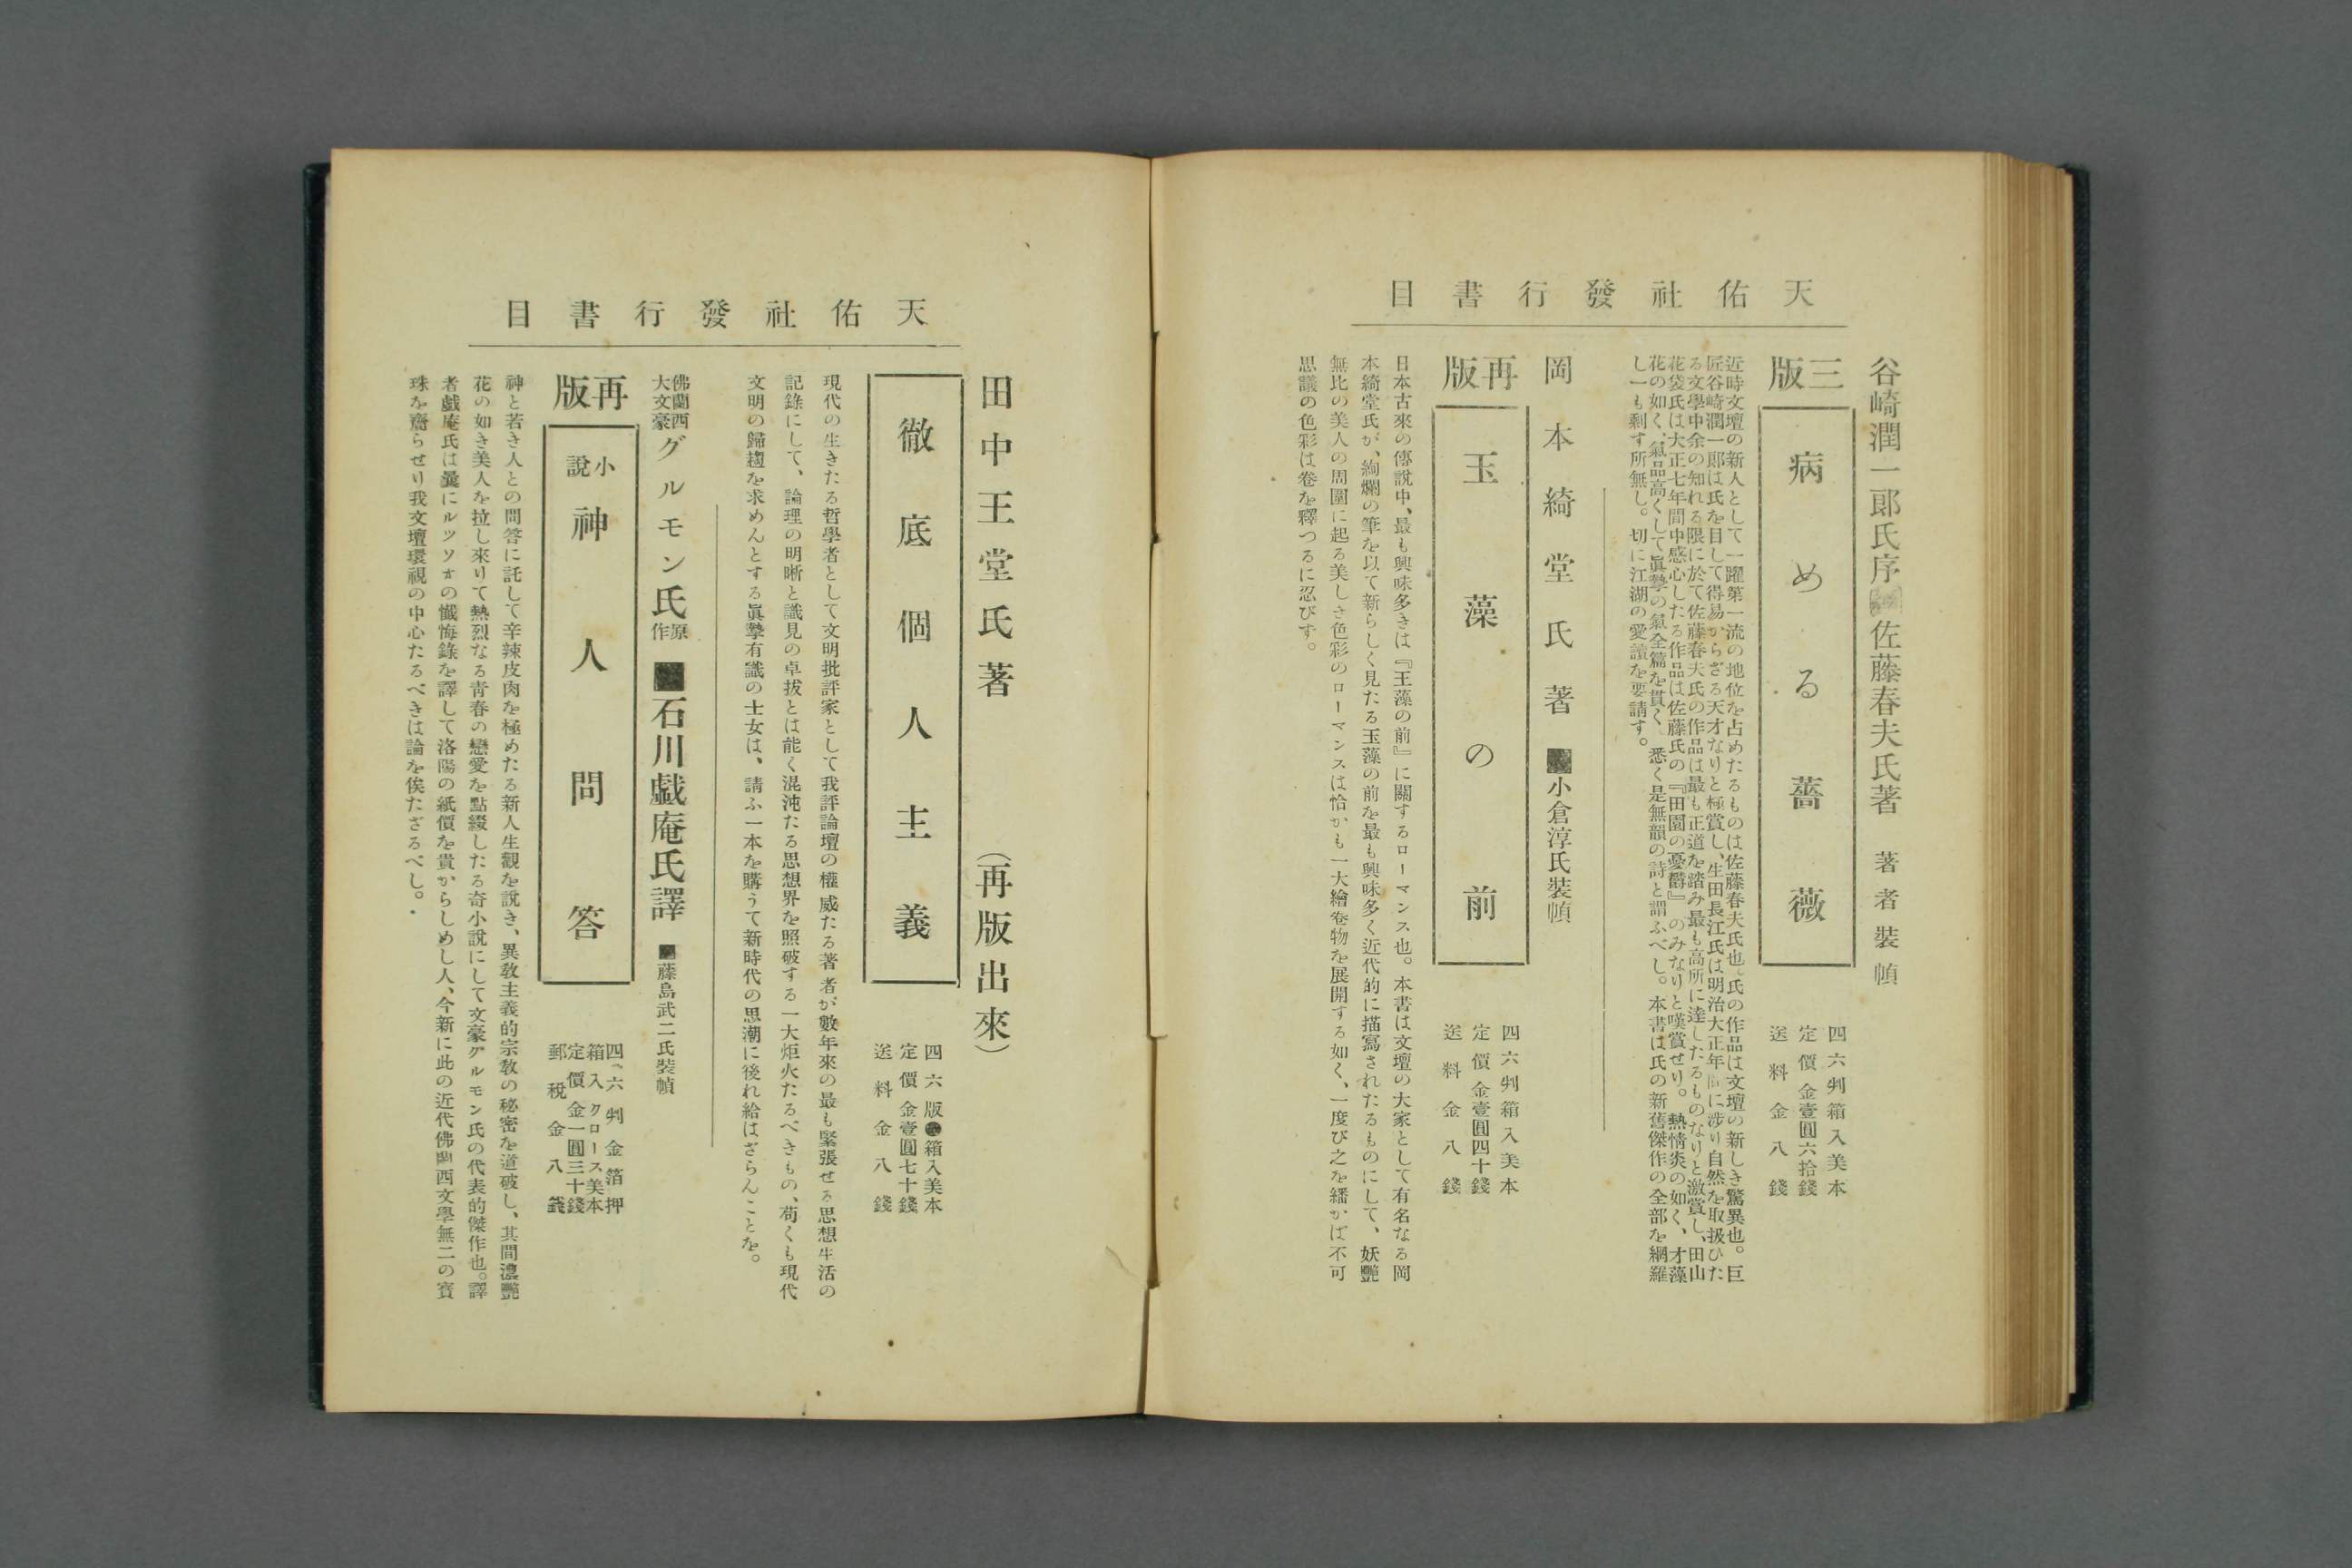 天佑社發行書目
谷崎潤一郎氏序 佐藤春夫氏著 著者裝幀
三版
病める薔薇
四六判箱入美本
定價金壹圓六拾錢
送料金八錢
近時文壇の新人として一躍第一流の地位を占めたるものは佐藤春夫氏也。氏の作品は文壇の新しき驚異也。巨
匠谷崎潤一郎は氏を目して得易からざる天才なりと極賞し、生田長江氏は明治大正年間に涉り自然を取扱ひた
る文學中余の知れる限に於て佐藤春夫氏の作品は最も正道を踏み最も高所に達したるものなりと激賞し、田山
花袋氏は大正七年間中感心したる作品は佐藤氏の『田園の憂欝』のみなりと嘆賞せり。熱情炎の如く、才藻
花の如く、氣品高くして眞摯の氣全篇を貫く。悉く是無韻の詩と謂ふべし。本書は氏の新舊傑作の全部を網羅
し一も剩す所無し。切に江湖の愛讀を要請す。
岡本綺堂氏著 小倉淳氏裝幀
再版
玉藻の前
四六判箱入美本
定價金壹圓四十錢
送料金八錢
日本古來の傳說中、最も興味多きは『玉藻の前』に關するローマンス也。本書は文壇の大家として有名なる岡
本綺堂氏が、絢爛の筆を以て新らしく見たる玉藻の前を最も興味多く近代的に描寫されたるものにして、妖艷
無比の美人の周圍に起る美しき色彩のローマンスは恰かも一大繪卷物を展開する如く、一度び之を繙かば不可
思議の色彩は卷を釋つるに忍びす。
天佑社發行書目
田中王堂氏著 (再版出來)
徹底個人主義
四六版●箱入美本
定價金壹圓七十錢
送料金八錢
現代の生きたる哲學者として文明批評家として我評論壇の權威たる著者が數年來の最も緊張せる思想生活の
記錄にして、論理の明晰と識見の卓拔とは能く混沌たる思想界を照破する一大炬火たるべきもの、苟くも現代
文明の歸趨を求めんとする眞摯有識の士女は、請ふ一本を購うて新時代の思潮に後れ給はざらんことを。
佛蘭西大文豪グルモン氏原作 ■石川戯庵氏譯 ■藤島武二氏裝幀
再版
小說 神人問答
四六判金箔押
箱入クロース美本
定價金一圓三十錢
郵稅金八錢
神と若き人との問答に託して辛辣皮肉を極めたる新人生觀を說き、異敎主義的宗敎の秘密を道破し、其間濃艷
花の如き美人を拉し來りて熱烈なる靑春の戀愛を點綴したる奇小說にして文豪グルモン氏の代表的傑作也。譯
者戯庵氏は曩にルツソオの懺悔錄を譯して洛陽の紙價を貴からしめし人、今新に此の近代佛蘭西文學無二の寶
珠を齎らせり我文壇環視の中心たるべきは論を俟たざるべし。